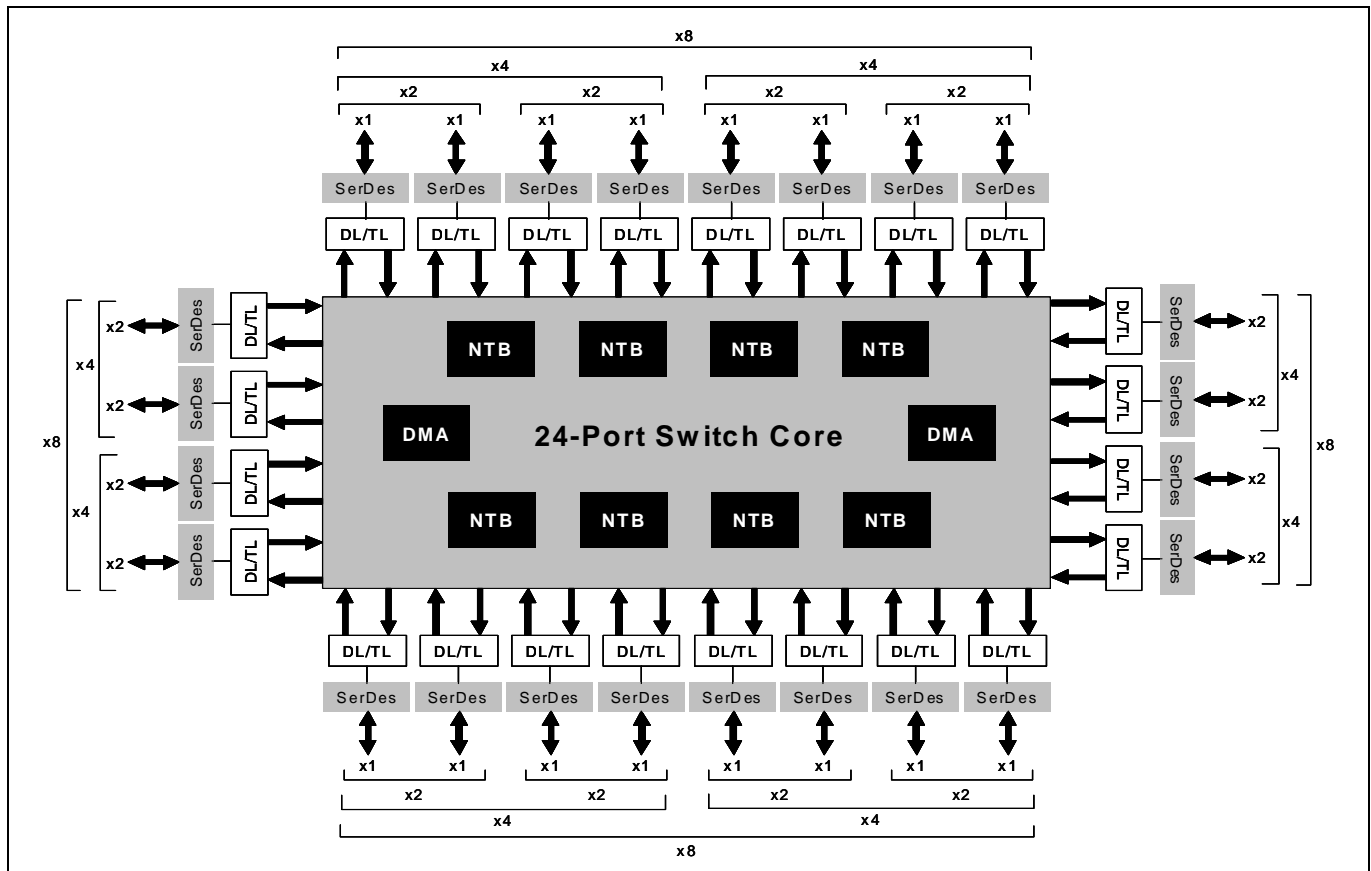 x8
x4 x4
x2 x2 x2 x2
x1 x1 x1 x1 x1 x1 x1 x1
SerDes SerDes SerDes SerDes SerDes SerDes SerDes SerDes
DL/TL DL/TL DL/TL DL/TL DL/TL DL/TL DL/TL DL/TL
x8
x4
x4
x2
x2
x2
x2
SerDes
SerDes
SerDes
SerDes
DL/TL
DL/TL
DL/TL
DL/TL
NTB NTB NTB NTB
DMA 24-Port Switch Core DMA
NTB NTB NTB NTB
DL/TL
DL/TL
DL/TL
DL/TL
SerDes
SerDes
SerDes
SerDes
x2
x2
x2
x2
x4
x4
x8
DL/TL DL/TL DL/TL DL/TL DL/TL DL/TL DL/TL DL/TL
SerDes SerDes SerDes SerDes SerDes SerDes SerDes SerDes
x1 x1 x1 x1 x1 x1 x1 x1
x2 x2 x2 x2
x4 x4
x8